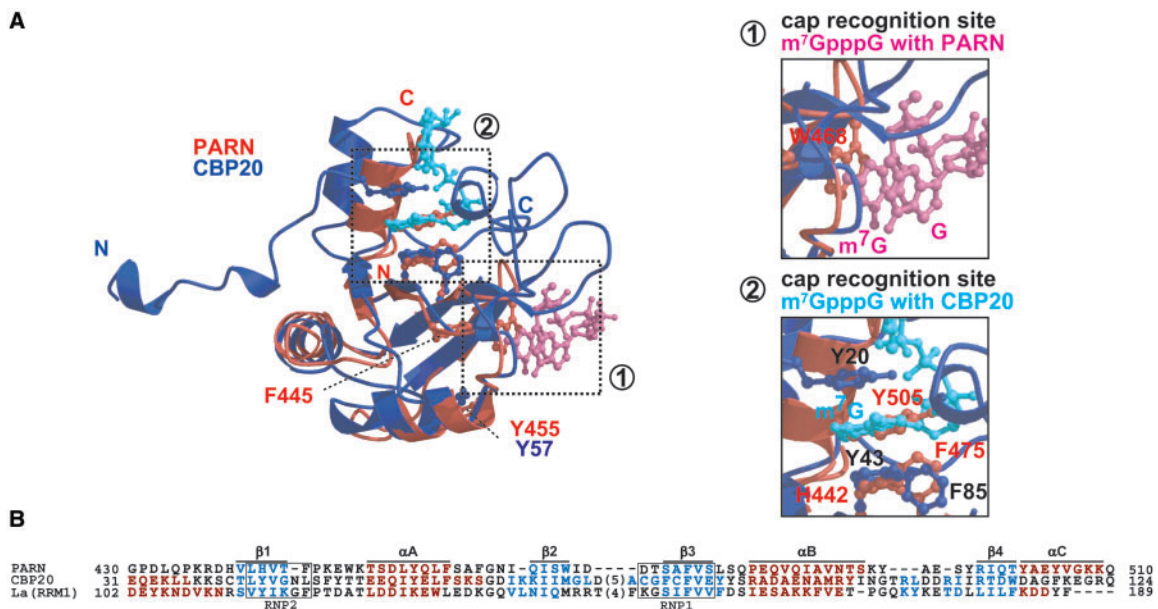 A
PARN
CBP20
C
②
C
N
N
F445
Y455
Y57
①
① cap recognition site
m⁷GpppG with PARN
W468
m⁷G
G
② cap recognition site
m⁷GpppG with CBP20
Y20
m⁷G
Y505
Y43
F475
H442
F85
B
β1 αA β2 β3 αB β4 αC
PARN 430 GPDLQPKRDHVLHVT-FPKEWKTSDLYQLFSAFGNI-QISWID----DTSAFVSLSQPEQVQIAVNTSKY---AE-SYRIQTYAEYVGKKQ 510
CBP20 31 EQEKLLKKSCTLYVGNLSFYTTEEQIYELFSKSGDIKKIIMGLD(5)ACGFCFVEYYSRADAENAMRYINGTRLDDRIIRTDWDAGFKEGRQ 124
La(RRM1) 102 DEYKNDVKNRSVYIKGFPTDATLDDIKEWLEDKGQVLNIQMRRT(4)FKGSIFVVFDSIESAKKFVET-PGQKYKETDLLILFKDDYF---- 189
RNP2 RNP1